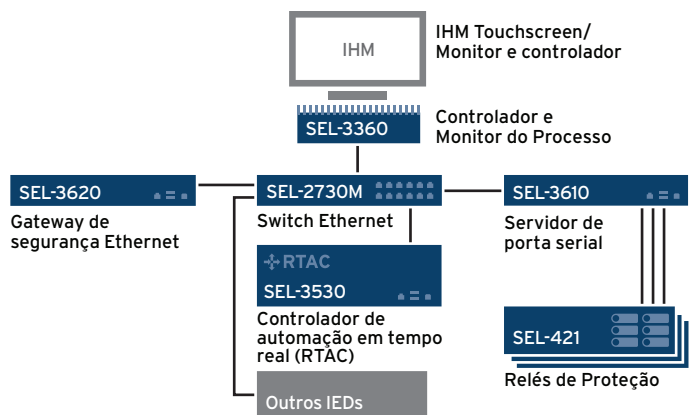 IHM
IHM Touchscreen/
Monitor e controlador
SEL-3360
Controlador e
Monitor do Processo
SEL-3620
Gateway de
segurança Ethernet
SEL-2730M
Switch Ethernet
SEL-3610
Servidor de
porta serial
RTAC
SEL-3530
Controlador de
automação em tempo
real (RTAC)
SEL-421
Relés de Proteção
Outros IEDs